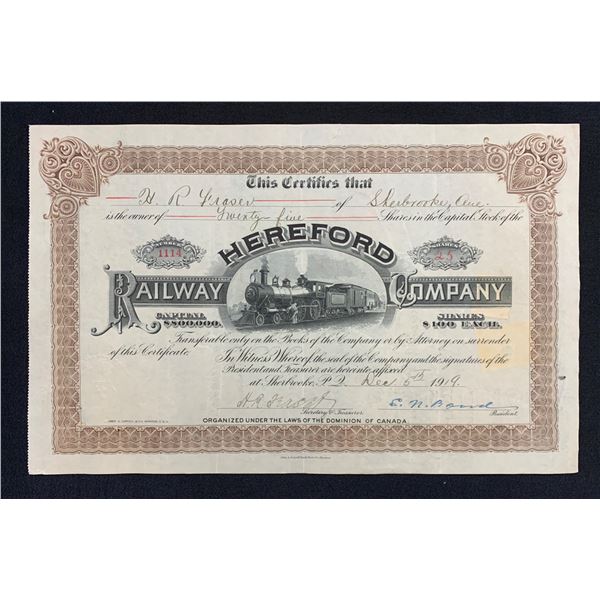 This Certifies that
H. R. Fraser of Sherbrooke, Que
is the owner of Twenty five Shares in the Capital Stock of the
NUMBER 1114 HEREFORD SHARES 25
RAILWAY COMPANY
CAPITAL $800,000. SHARES $100 EACH.
Transferable only on the Books of the Company or by Attorney on surrender
of this Certificate. In Witness Whereof, the seal of the Company and the signatures of the
President and Treasurer are hereunto affixed
at Sherbrooke, P.Q. Dec 5th 1919.
H R Fraser E. N. Bond
Secretary & Treasurer. President.
ORGANIZED UNDER THE LAWS OF THE DOMINION OF CANADA